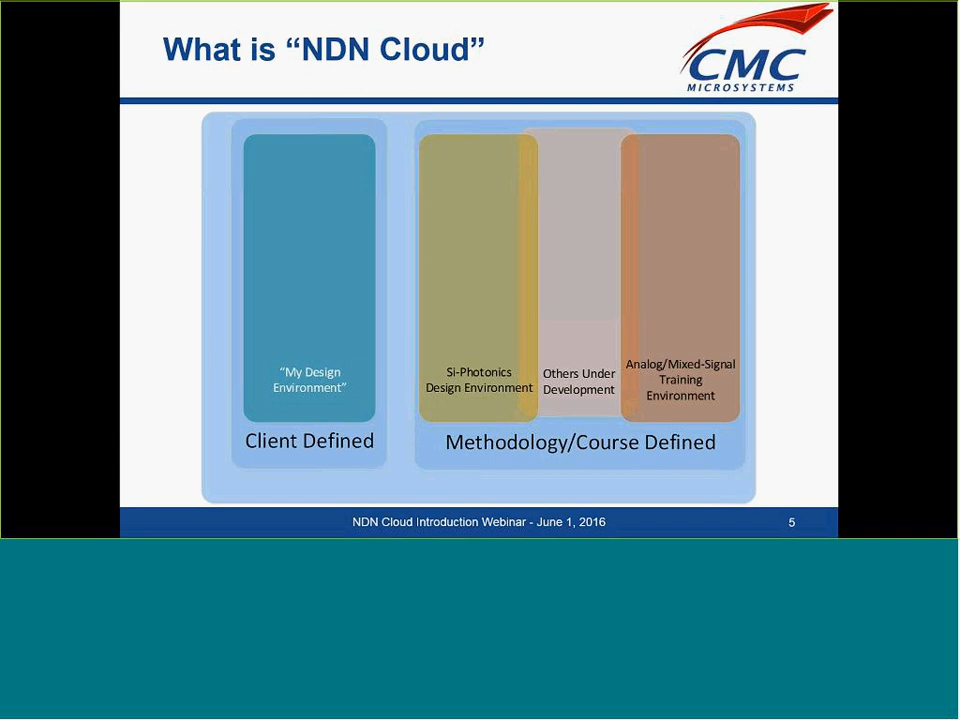 What is “NDN Cloud”
CMC
MICROSYSTEMS
“My Design
Environment”
Si-Photonics
Design Environment
Others Under
Development
Analog/Mixed-Signal
Training
Environment
Client Defined
Methodology/Course Defined
NDN Cloud Introduction Webinar - June 1, 2016
5